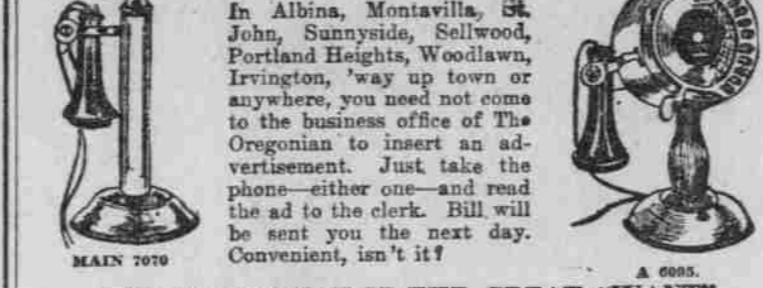 In Albina, Montavilla, St.
John, Sunnyside, Sellwood,
Portland Heights, Woodlawn,
Irvington, 'way up town or
anywhere, you need not come
to the business office of The
Oregonian to insert an ad-
vertisement. Just take the
phone—either one—and read
the ad to the clerk. Bill will
be sent you the next day.
Convenient, isn't it?
MAIN 7070
A 6095.